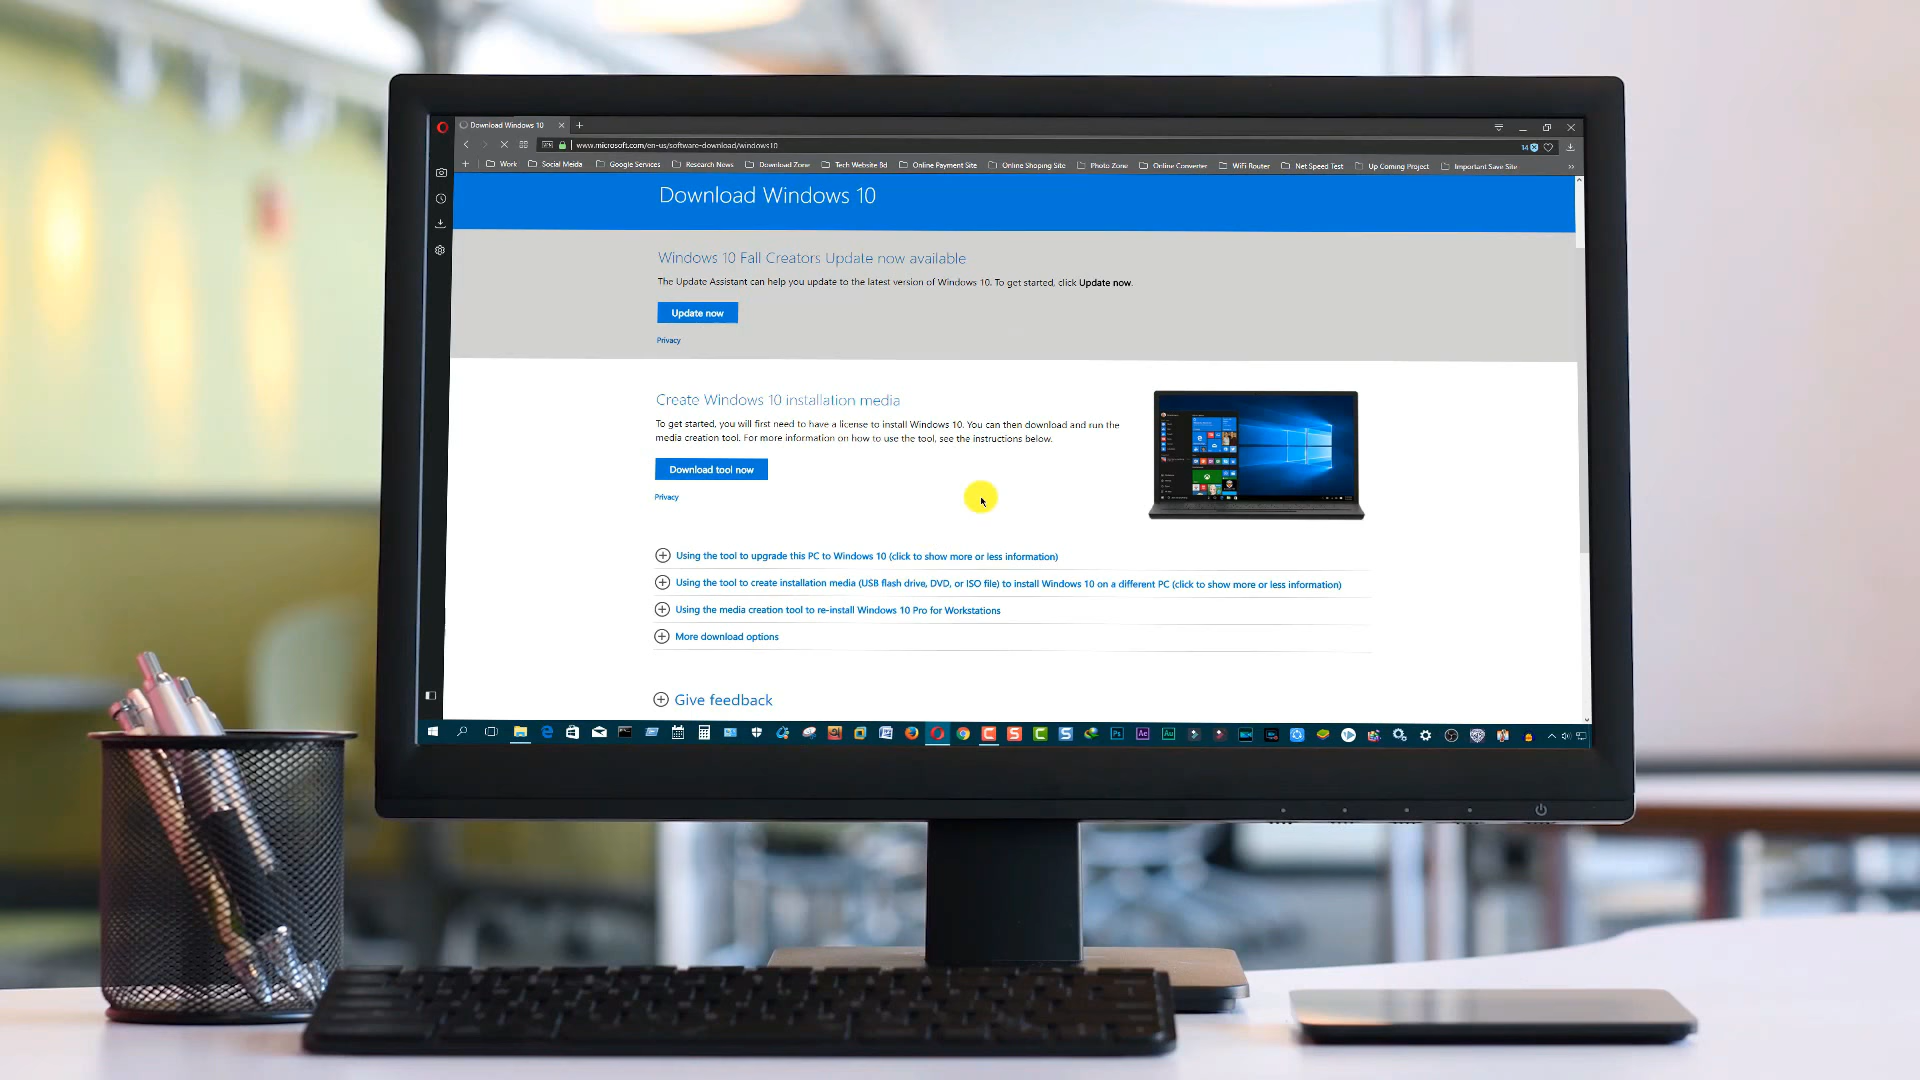 Download Windows 10
www.microsoft.com/en-us/software-download/windows10
14
Work Social Meida Google Services Research News Download Zone Tech Website Bd Online Payment Site Online Shoping Site Photo Zone Online Converter WiFi Router Net Speed Test Up Coming Project Important Save Site
Download Windows 10
Windows 10 Fall Creators Update now available
The Update Assistant can help you update to the latest version of Windows 10. To get started, click Update now.
Update now
Privacy
Create Windows 10 installation media
To get started, you will first need to have a license to install Windows 10. You can then download and run the
media creation tool. For more information on how to use the tool, see the instructions below.
Download tool now
Privacy
Using the tool to upgrade this PC to Windows 10 (click to show more or less information)
Using the tool to create installation media (USB flash drive, DVD, or ISO file) to install Windows 10 on a different PC (click to show more or less information)
Using the media creation tool to re-install Windows 10 Pro for Workstations
More download options
Give feedback
Ps Ae Au